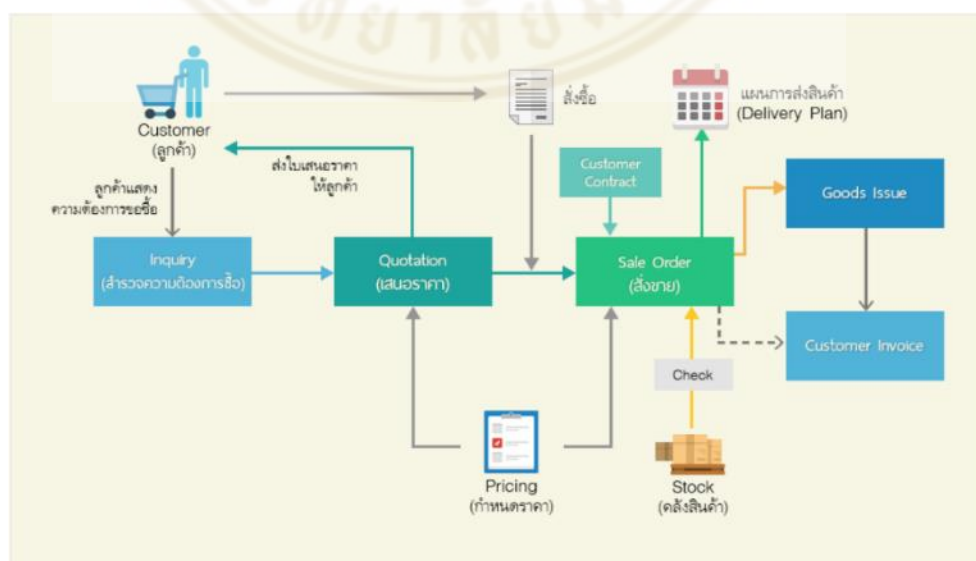 ทยาลัย
Customer
(ลูกค้า)
สั่งซื้อ
แผนการส่งสินค้า
(Delivery Plan)
ส่งใบเสนอราคา
ให้ลูกค้า
Customer
Contract
ลูกค้าแสดง
ความต้องการขอซื้อ
Goods Issue
Inquiry
(สำรวจความต้องการซื้อ)
Quotation
(เสนอราคา)
Sale Order
(สั่งขาย)
Customer Invoice
Check
Pricing
(กำหนดราคา)
Stock
(คลังสินค้า)